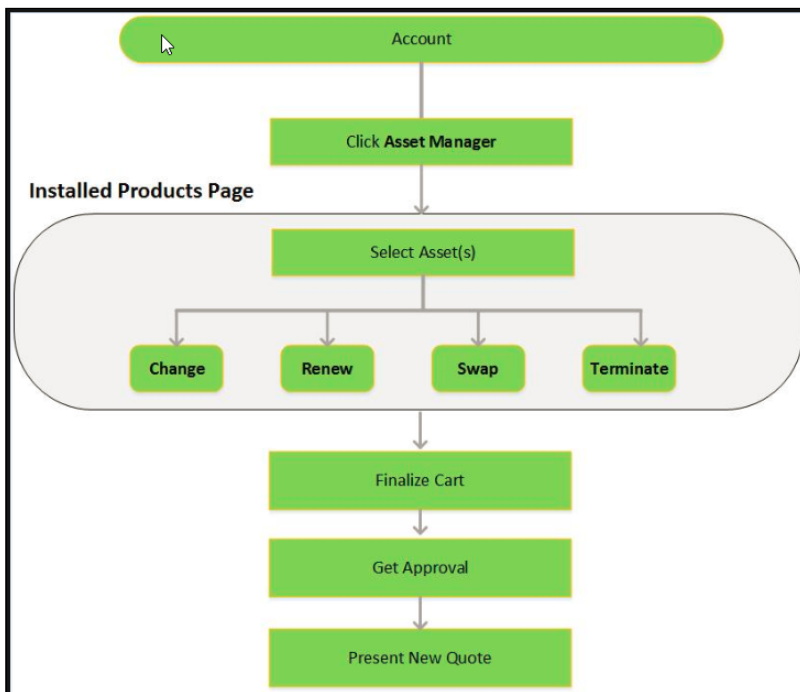 Account
Click Asset Manager
Installed Products Page
Select Asset(s)
Change
Renew
Swap
Terminate
Finalize Cart
Get Approval
Present New Quote